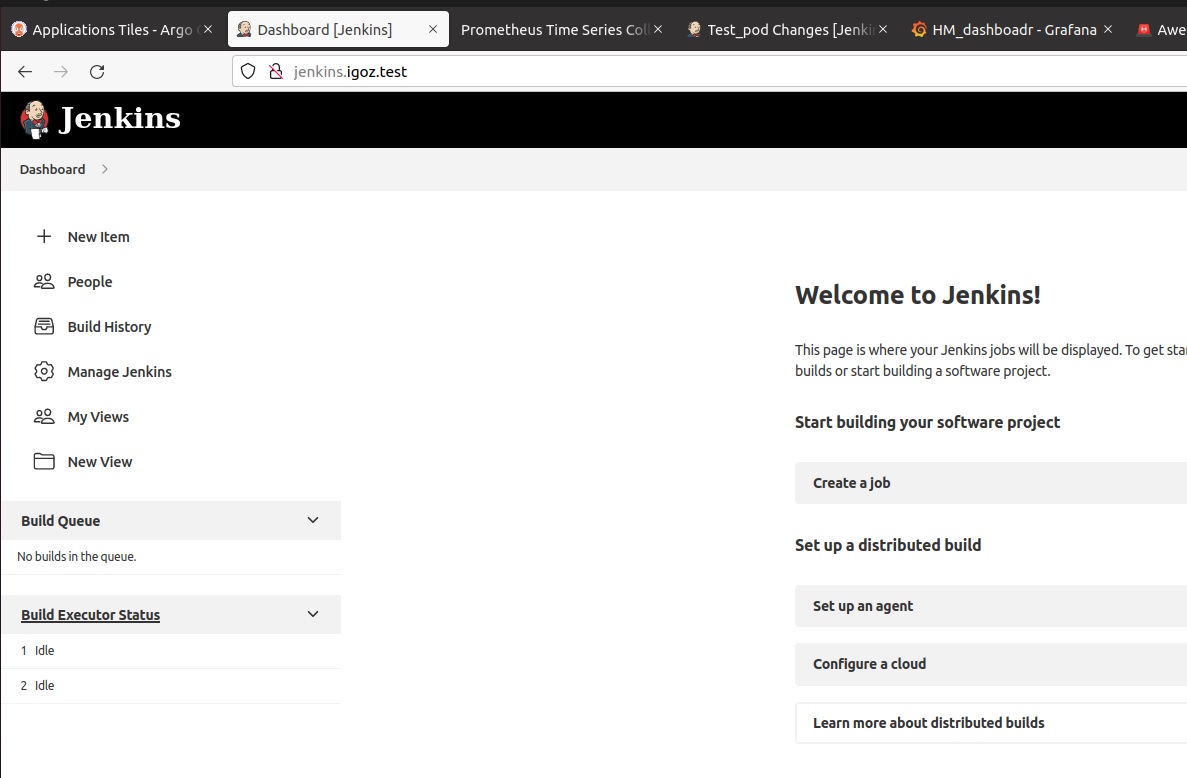 Applications Tiles - Argo
Dashboard [Jenkins]
Prometheus Time Series Col
Test_pod Changes [Jenki
HM_dashboadr - Grafana
Awe
jenkins.igoz.test
Jenkins
Dashboard
New Item
People
Build History
Manage Jenkins
My Views
New View
Build Queue
No builds in the queue.
Build Executor Status
1 Idle
2 Idle
Welcome to Jenkins!
This page is where your Jenkins jobs will be displayed. To get sta
builds or start building a software project.
Start building your software project
Create a job
Set up a distributed build
Set up an agent
Configure a cloud
Learn more about distributed builds